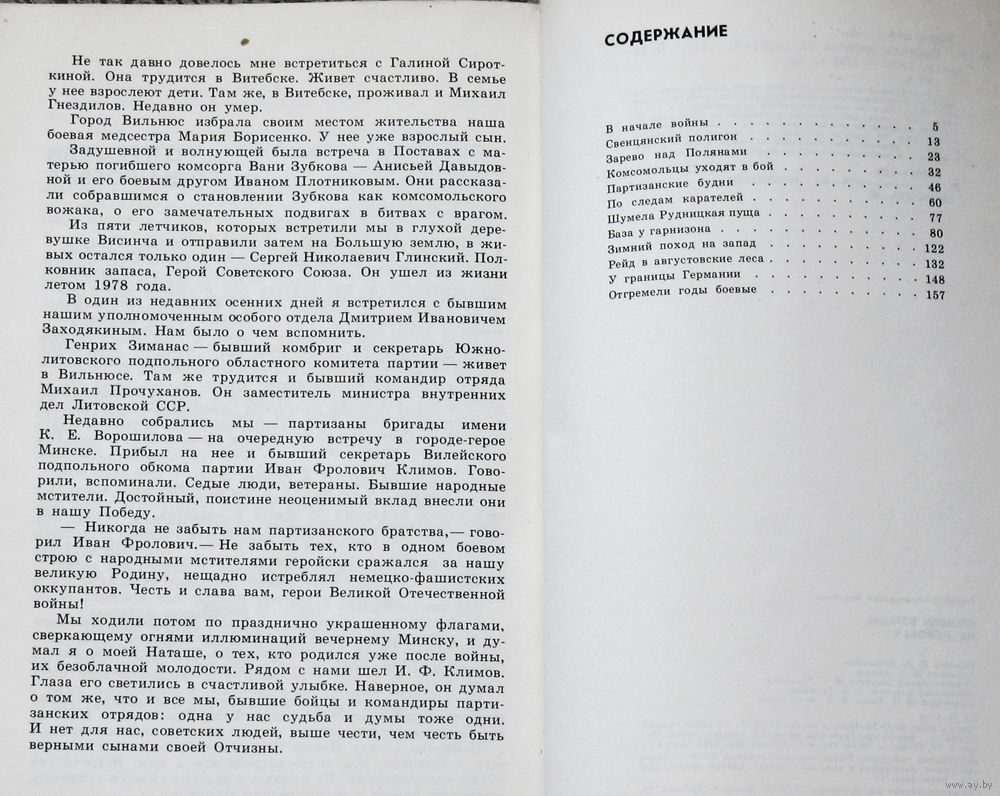 Не так давно довелось мне встретиться с Галиной Сирот-
киной. Она трудится в Витебске. Живет счастливо. В семье
у нее взрослеют дети. Там же, в Витебске, проживал и Михаил
Гнездилов. Недавно он умер.
Город Вильнюс избрала своим местом жительства наша
боевая медсестра Мария Борисенко. У нее уже взрослый сын.
Задушевной и волнующей была встреча в Поставах с ма-
терью погибшего комсорга Вани Зубкова — Анисьей Давыдов-
ной и его боевым другом Иваном Плотниковым. Они рассказа-
ли собравшимся о становлении Зубкова как комсомольского
вожака, о его замечательных подвигах в битвах с врагом.
Из пяти летчиков, которых встретили мы в глухой дере-
вушке Висинча и отправили затем на Большую землю, в жи-
вых остался только один — Сергей Николаевич Глинский. Пол-
ковник запаса, Герой Советского Союза. Он ушел из жизни
летом 1978 года.
В один из недавних осенних дней я встретился с бывшим
нашим уполномоченным особого отдела Дмитрием Ивановичем
Заходякиным. Нам было о чем вспомнить.
Генрих Зиманас — бывший комбриг и секретарь Южно-
литовского подпольного областного комитета партии — живет
в Вильнюсе. Там же трудится и бывший командир отряда
Михаил Прочуханов. Он заместитель министра внутренних
дел Литовской ССР.
Недавно собрались мы — партизаны бригады имени
К. Е. Ворошилова — на очередную встречу в городе-герое
Минске. Прибыл на нее и бывший секретарь Вилейского
подпольного обкома партии Иван Фролович Климов. Гово-
рили, вспоминали. Седые люди, ветераны. Бывшие народные
мстители. Достойный, поистине неоценимый вклад внесли они
в нашу Победу.
— Никогда не забыть нам партизанского братства,— гово-
рил Иван Фролович.— Не забыть тех, кто в одном боевом
строю с народными мстителями геройски сражался за нашу
великую Родину, нещадно истреблял немецко-фашистских
оккупантов. Честь и слава вам, герои Великой Отечественной
войны!
Мы ходили потом по празднично украшенному флагами,
сверкающему огнями иллюминаций вечернему Минску, и ду-
мал я о моей Наташе, о тех, кто родился уже после войны,
их безоблачной молодости. Рядом с нами шел И. Ф. Климов.
Глаза его светились в счастливой улыбке. Наверное, он думал
о том же, что и все мы, бывшие бойцы и командиры парти-
занских отрядов: одна у нас судьба и думы тоже одни.
И нет для нас, советских людей, выше чести, чем честь быть
верными сынами своей Отчизны.
СОДЕРЖАНИЕ
В начале войны . . . . . . . . . . . . . 5
Свенцянский полигон . . . . . . . . . . . 13
Зарево над Полянами . . . . . . . . . . . 23
Комсомольцы уходят в бой . . . . . . . . . 32
Партизанские будни . . . . . . . . . . . 46
По следам карателей . . . . . . . . . . . 60
Шумела Рудницкая пуща . . . . . . . . . . 77
База у гарнизона . . . . . . . . . . . . 80
Зимний поход на запад . . . . . . . . . . 122
Рейд в августовские леса . . . . . . . . . 132
У границы Германии . . . . . . . . . . . 148
Отгремели годы боевые . . . . . . . . . . 157
www.ay.by